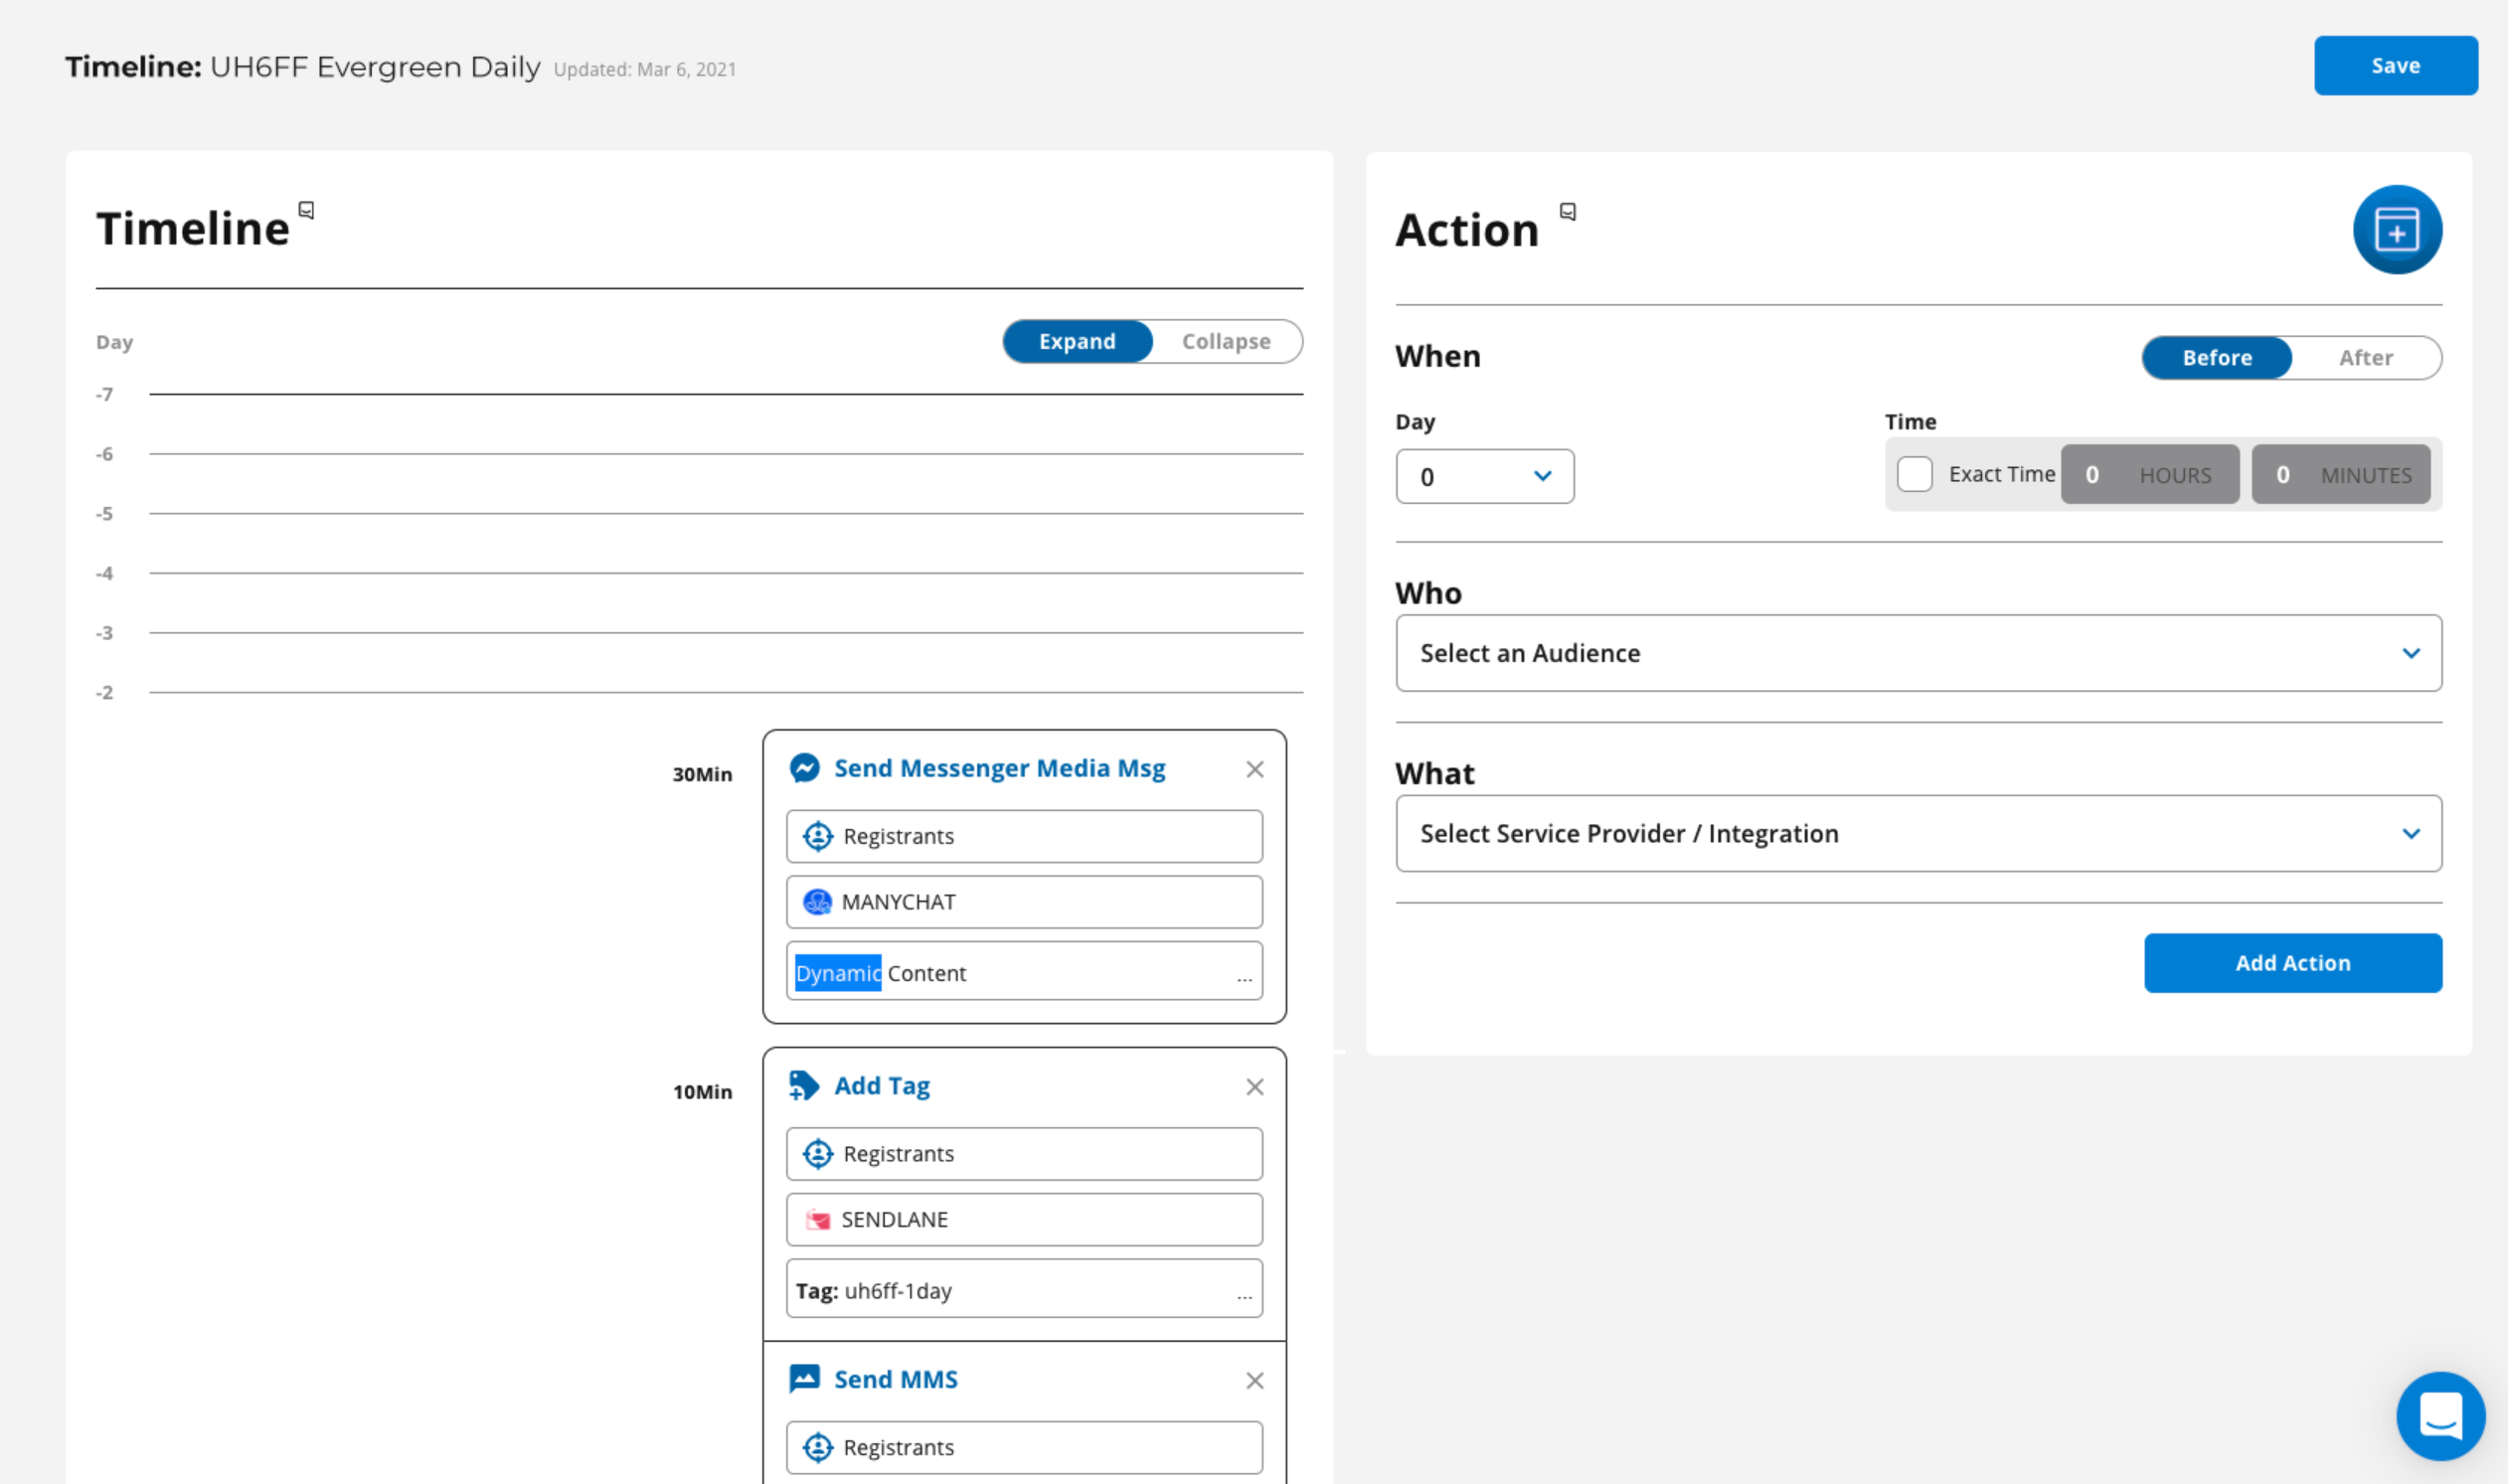 Timeline: UH6FF Evergreen Daily Updated: Mar 6, 2021
Save
Timeline
Day
Expand Collapse
-7
-6
-5
-4
-3
-2
30Min
Send Messenger Media Msg
Registrants
MANYCHAT
Dynamic Content ...
10Min
Add Tag
Registrants
SENDLANE
Tag: uh6ff-1day ...
Send MMS
Registrants
Action
When
Before After
Day
Time
0
Exact Time 0 HOURS 0 MINUTES
Who
Select an Audience
What
Select Service Provider / Integration
Add Action